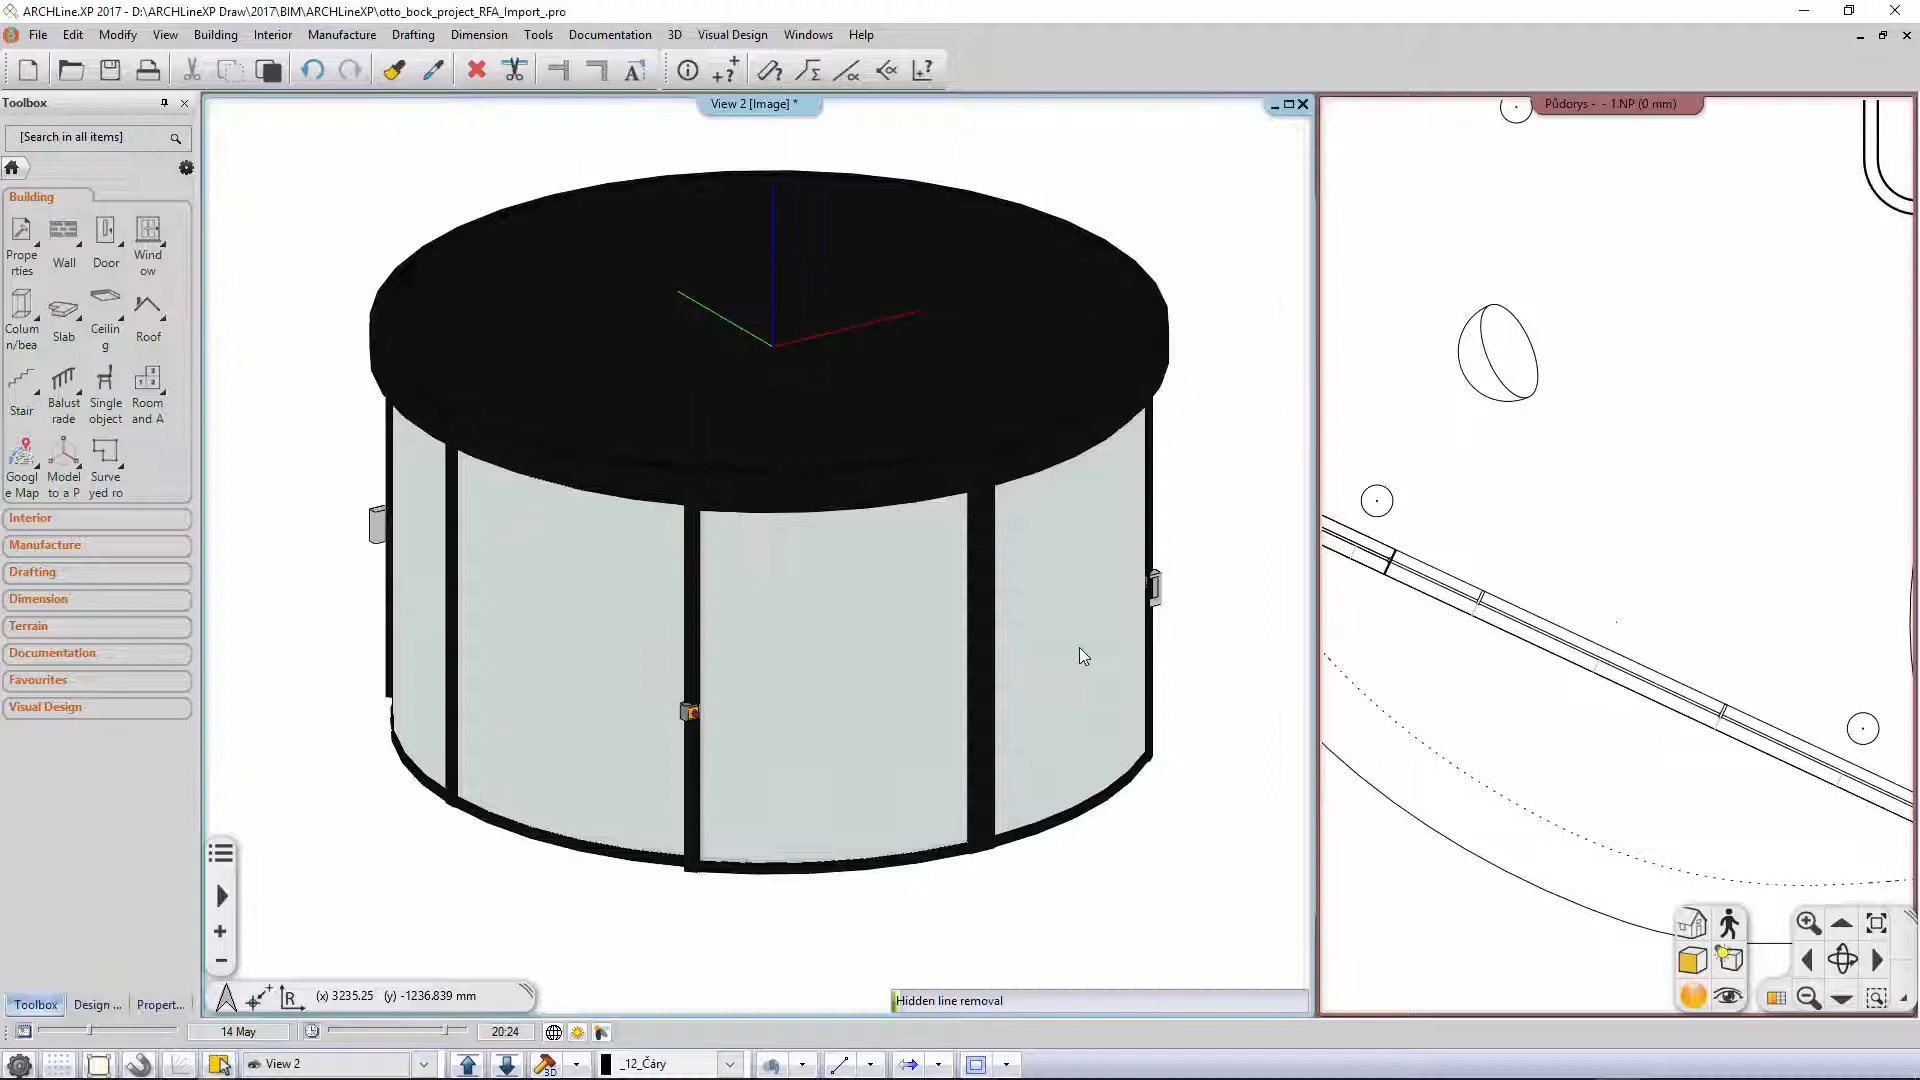 ARCHLine.XP 2017 - D:\ARCHLineXP Draw\2017\BIM\ARCHLineXP\otto_bock_project_RFA_Import_.pro
File Edit Modify View Building Interior Manufacture Drafting Dimension Tools Documentation 3D Visual Design Windows Help
Toolbox
View 2 [Image] *
Půdorys - - 1.NP (0 mm)
[Search in all items]
Building
Prope
rties
Wall
Door
Wind
ow
Colum
n/bea
Slab
Ceilin
g
Roof
Stair
Balust
rade
Single
object
Room
and A
Googl
e Map
Model
to a P
Surve
yed ro
Interior
Manufacture
Drafting
Dimension
Terrain
Documentation
Favourites
Visual Design
Toolbox
Design ...
Propert...
R
(x) 3235.25 (y) -1236.839 mm
Hidden line removal
14 May
20:24
View 2
3D
_12_Čáry